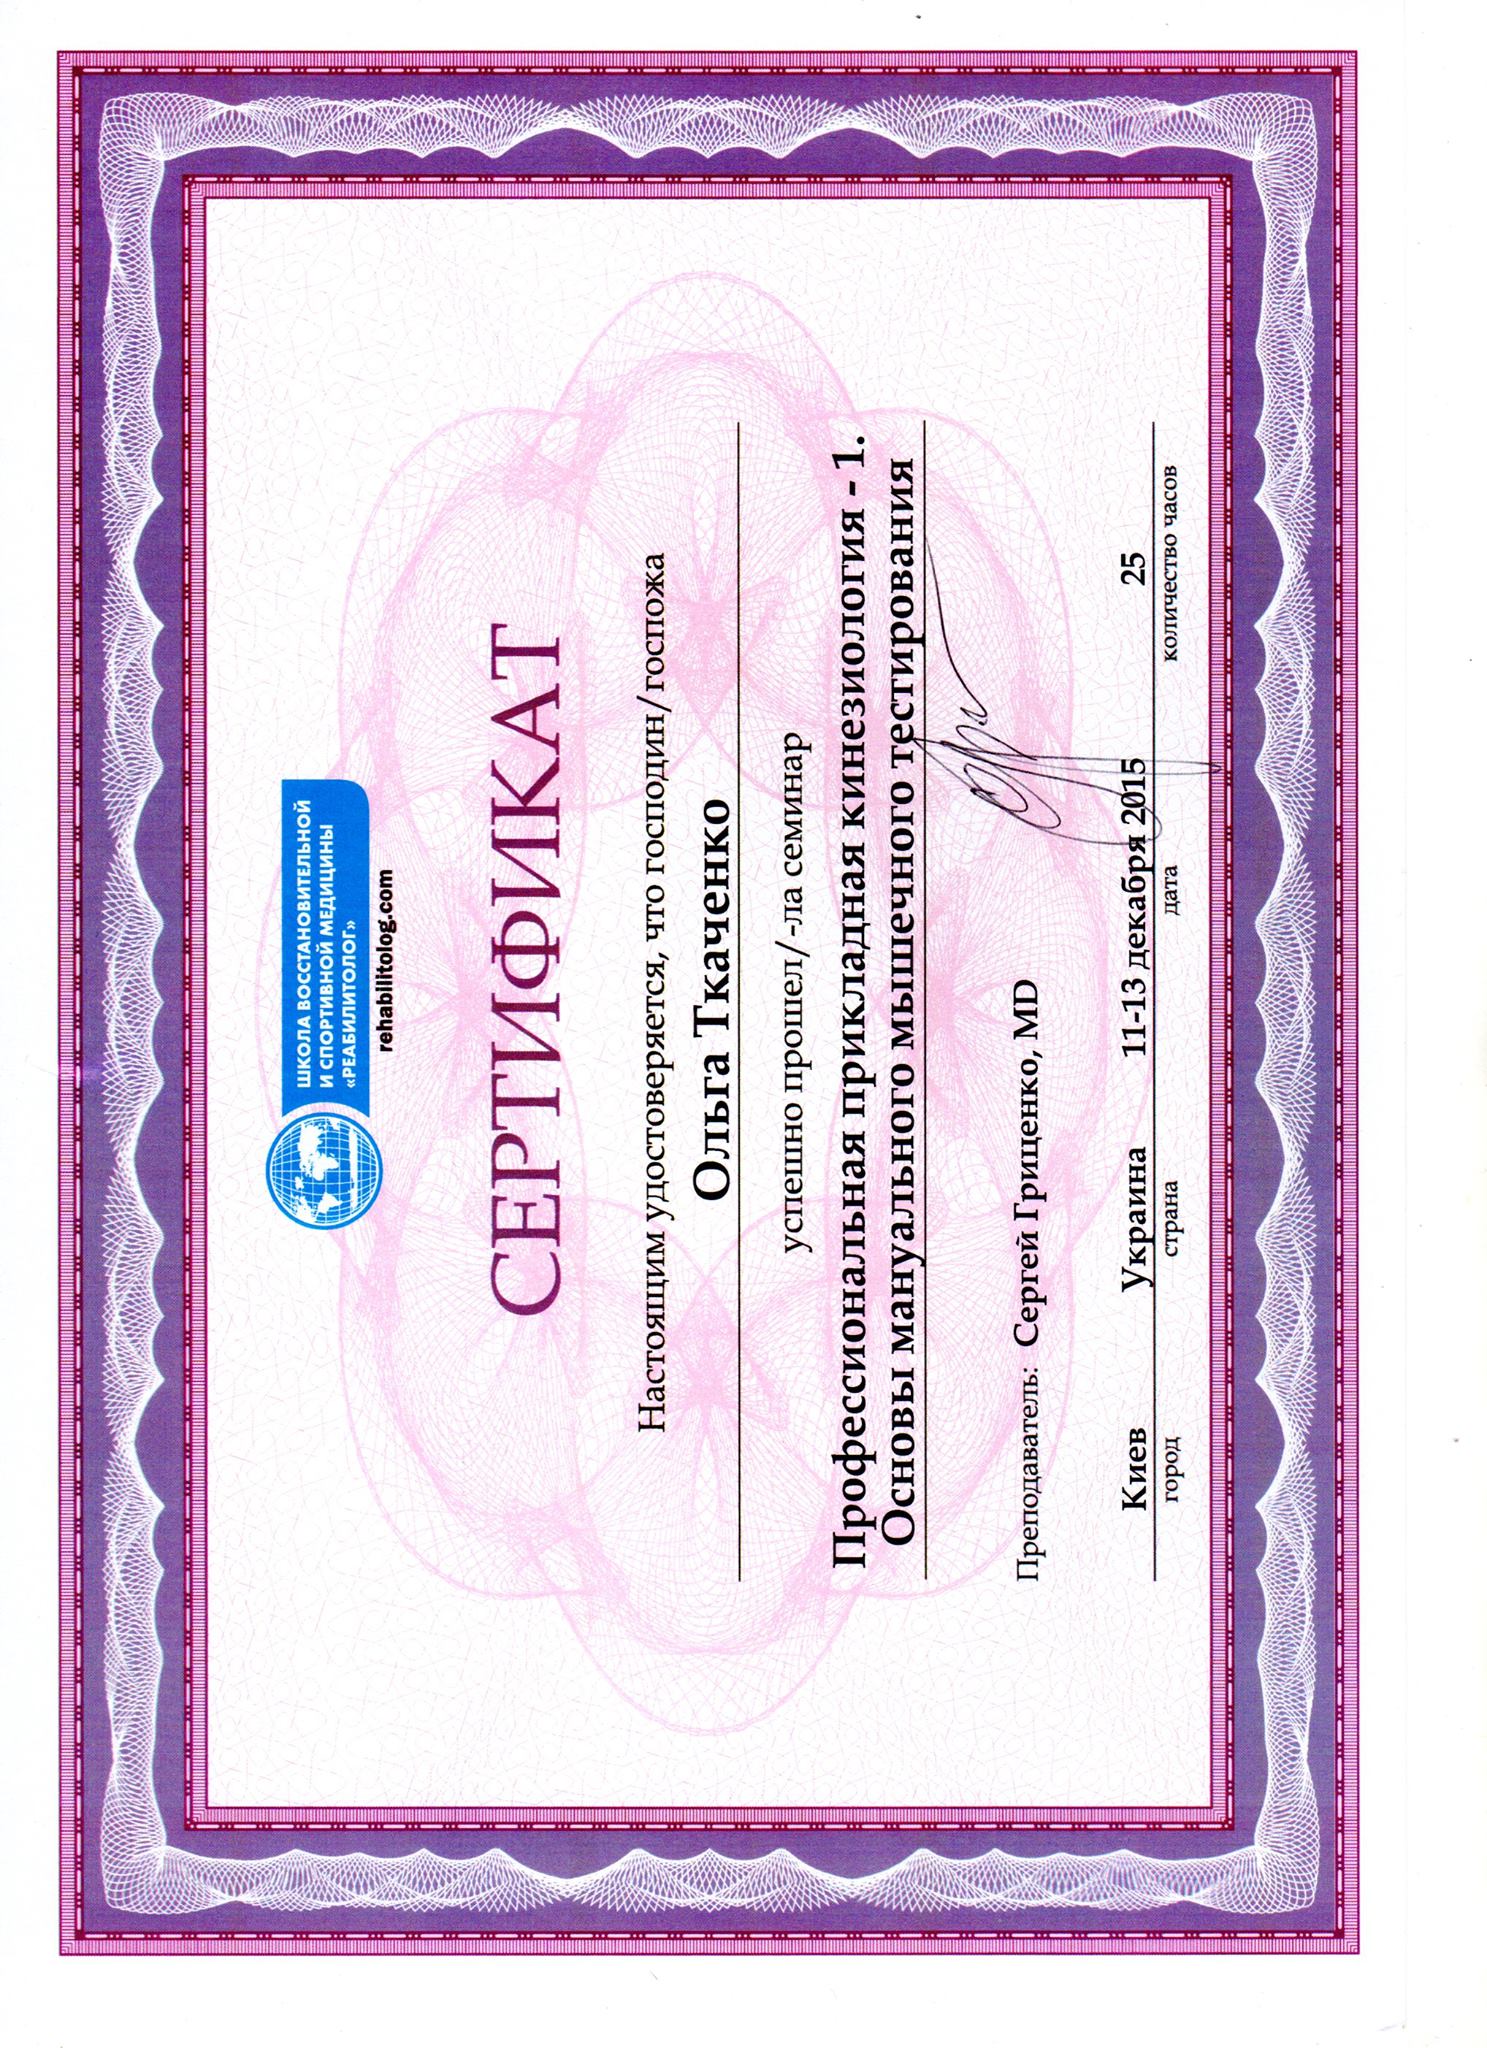 ШКОЛА ВОССТАНОВИТЕЛЬНОЙ
И СПОРТИВНОЙ МЕДИЦИНЫ
«РЕАБИЛИТОЛОГ»
rehabilitolog.com
СЕРТИФИКАТ
Настоящим удостоверяется, что господин/госпожа
Ольга Ткаченко
успешно прошел/-ла семинар
Профессиональная прикладная кинезиология - 1.
Основы мануального мышечного тестирования
Преподаватель: Сергей Гриценко, MD
Киев Украина 11-13 декабря 2015 25
город страна дата количество часов